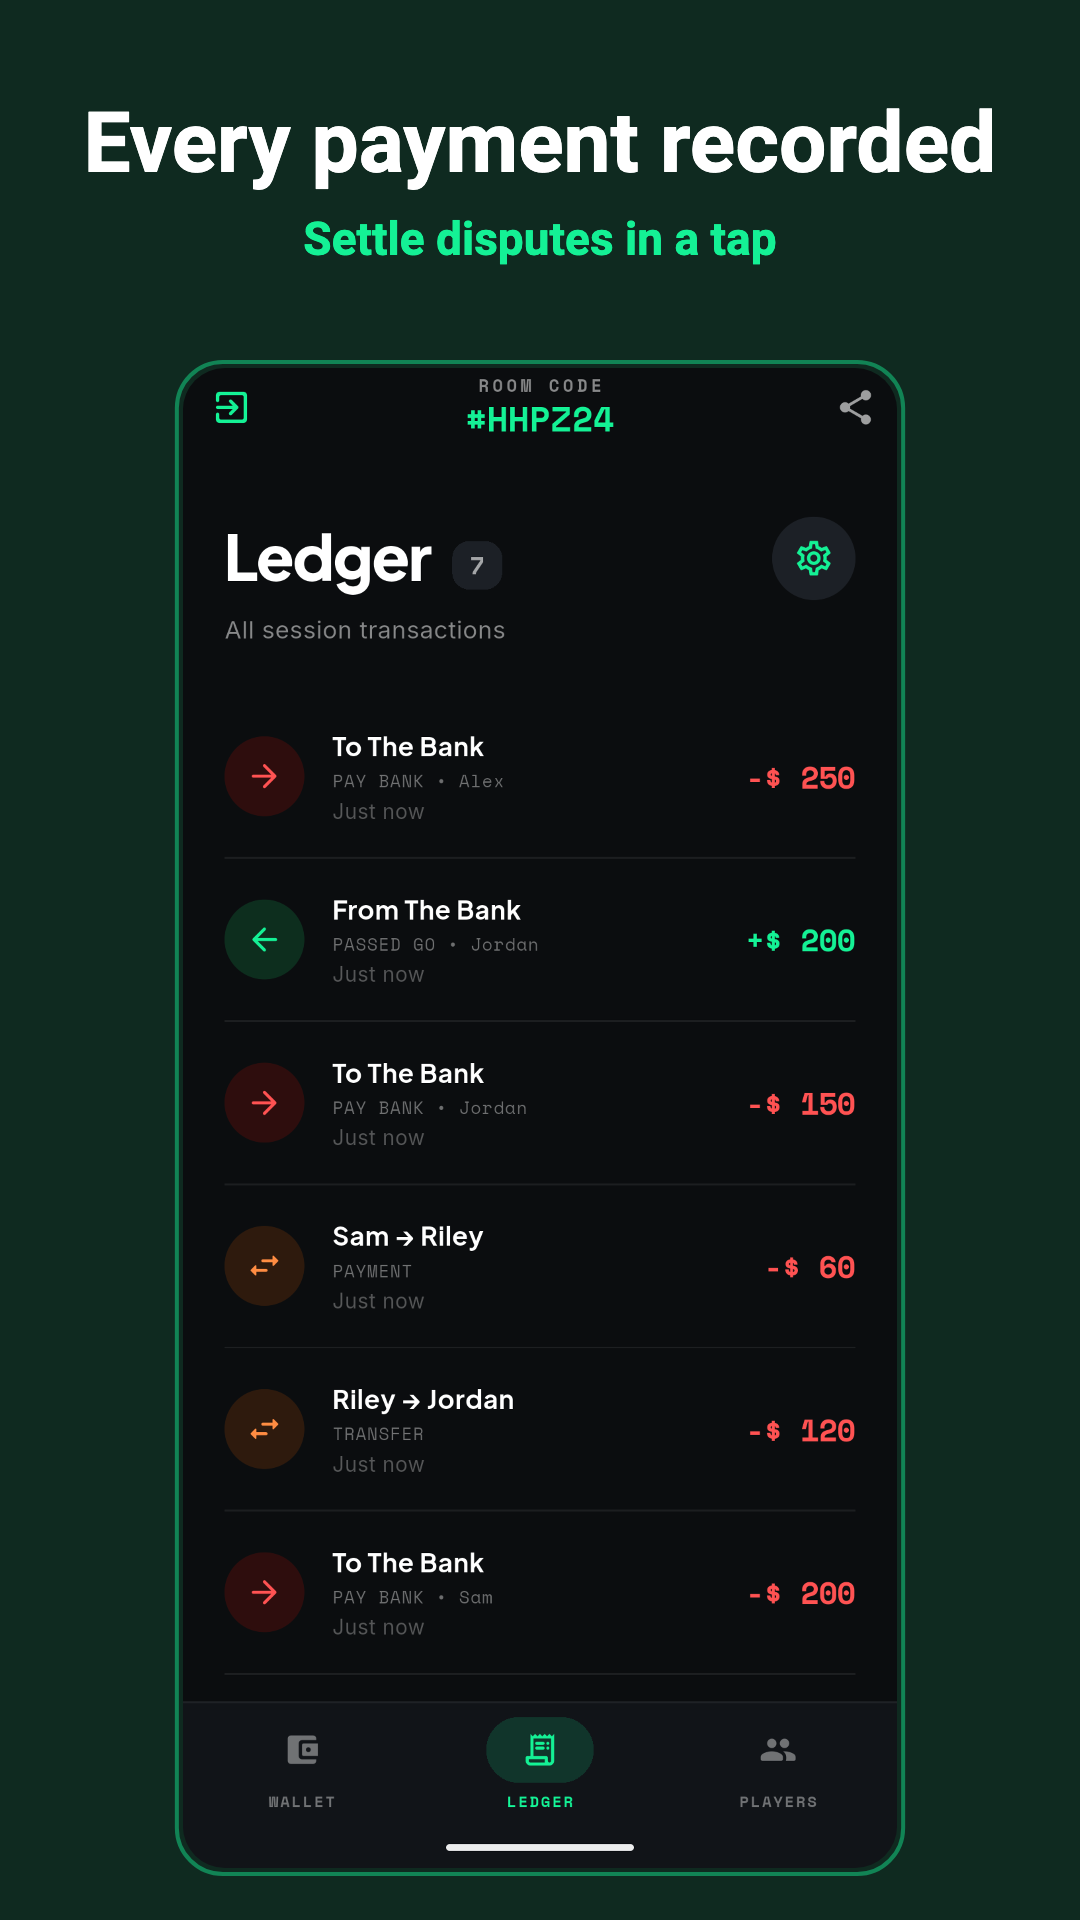 Every payment recorded
Settle disputes in a tap
ROOM CODE
#HHPZ24
Ledger 7
All session transactions
To The Bank
PAY BANK • Alex
Just now
-$ 250
From The Bank
PASSED GO • Jordan
Just now
+$ 200
To The Bank
PAY BANK • Jordan
Just now
-$ 150
Sam → Riley
PAYMENT
Just now
-$ 60
Riley → Jordan
TRANSFER
Just now
-$ 120
To The Bank
PAY BANK • Sam
Just now
-$ 200
WALLET
LEDGER
PLAYERS